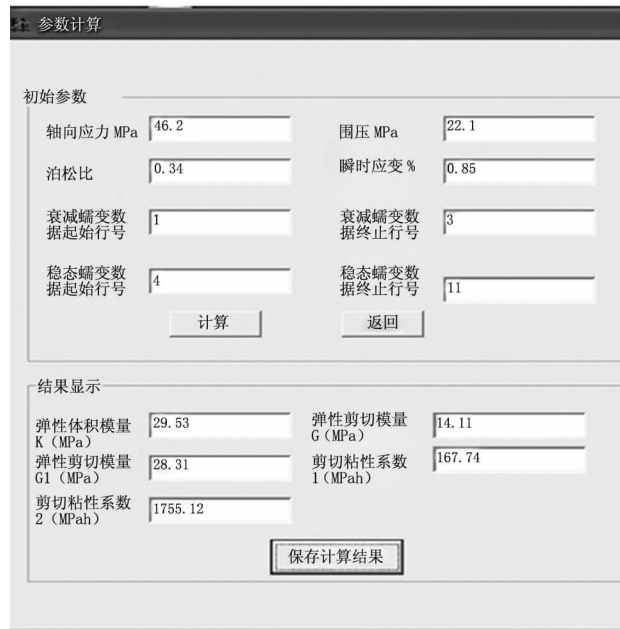 参数计算
初始参数
轴向应力 MPa 46.2 围压 MPa 22.1
泊松比 0.34 瞬时应变 % 0.85
衰减蠕变数 衰减蠕变数
据起始行号 1 据终止行号 3
稳态蠕变数 稳态蠕变数
据起始行号 4 据终止行号 11
计算 返回
结果显示
弹性体积模量 29.53 弹性剪切模量 14.11
K (MPa) G (MPa)
弹性剪切模量 28.31 剪切粘性系数 167.74
G1 (MPa) 1(MPah)
剪切粘性系数 1755.12
2 (MPah)
保存计算结果